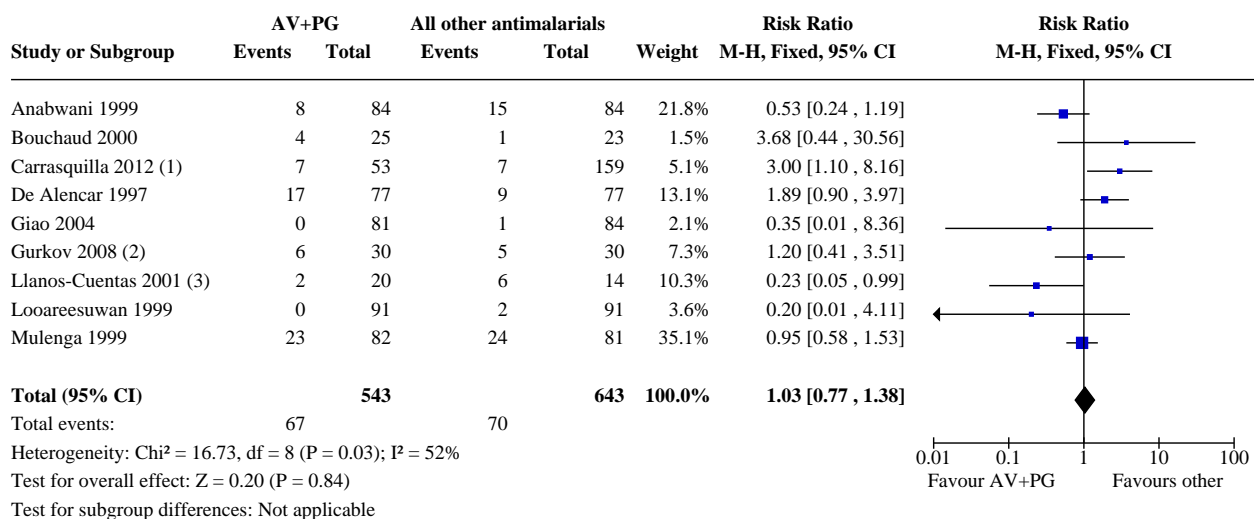 AV+PG All other antimalarials Risk Ratio Risk Ratio
Study or Subgroup Events Total Events Total Weight M-H, Fixed, 95% CI M-H, Fixed, 95% CI
Anabwani 1999 8 84 15 84 21.8% 0.53 [0.24 , 1.19]
Bouchaud 2000 4 25 1 23 1.5% 3.68 [0.44 , 30.56]
Carrasquilla 2012 (1) 7 53 7 159 5.1% 3.00 [1.10 , 8.16]
De Alencar 1997 17 77 9 77 13.1% 1.89 [0.90 , 3.97]
Giao 2004 0 81 1 84 2.1% 0.35 [0.01 , 8.36]
Gurkov 2008 (2) 6 30 5 30 7.3% 1.20 [0.41 , 3.51]
Llanos-Cuentas 2001 (3) 2 20 6 14 10.3% 0.23 [0.05 , 0.99]
Looareesuwan 1999 0 91 2 91 3.6% 0.20 [0.01 , 4.11]
Mulenga 1999 23 82 24 81 35.1% 0.95 [0.58 , 1.53]
Total (95% CI) 543 643 100.0% 1.03 [0.77 , 1.38]
Total events: 67 70
Heterogeneity: Chi² = 16.73, df = 8 (P = 0.03); I² = 52%
0.01 0.1 1 10 100
Test for overall effect: Z = 0.20 (P = 0.84)
Favour AV+PG Favours other
Test for subgroup differences: Not applicable